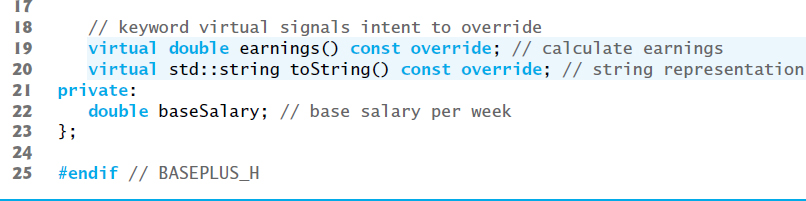 17
18 // keyword virtual signals intent to override
19 virtual double earnings() const override; // calculate earnings
20 virtual std::string toString() const override; // string representation
21 private:
22 double baseSalary; // base salary per week
23 };
24
25 #endif // BASEPLUS_H